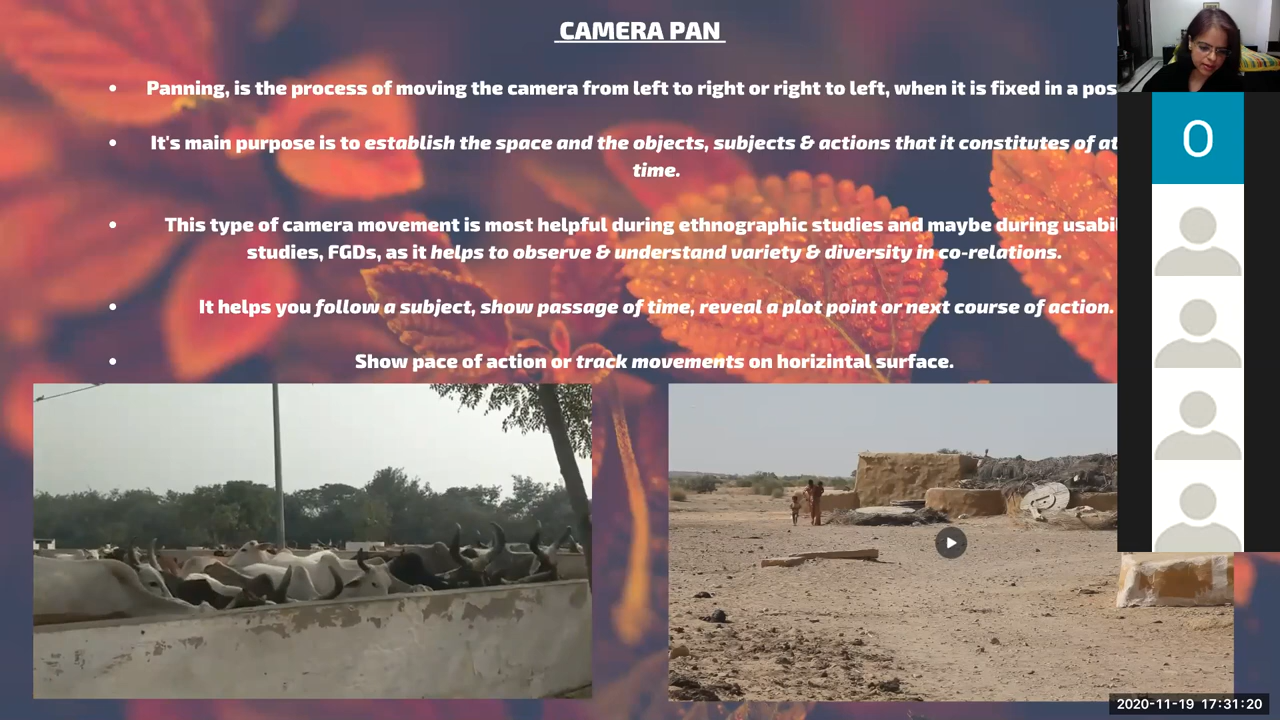 CAMERA PAN
Panning, is the process of moving the camera from left to right or right to left, when it is fixed in a
It's main purpose is to establish the space and the objects, subjects & actions that it constitutes of at
time.
This type of camera movement is most helpful during ethnographic studies and maybe during
studies, FGDs, as it helps to observe & understand variety & diversity in co-relations.
It helps you follow a subject, show passage of time, reveal a plot point or next course of action.
Show pace of action or track movements on horizintal surface.
O
2020-11-19 17:31:20